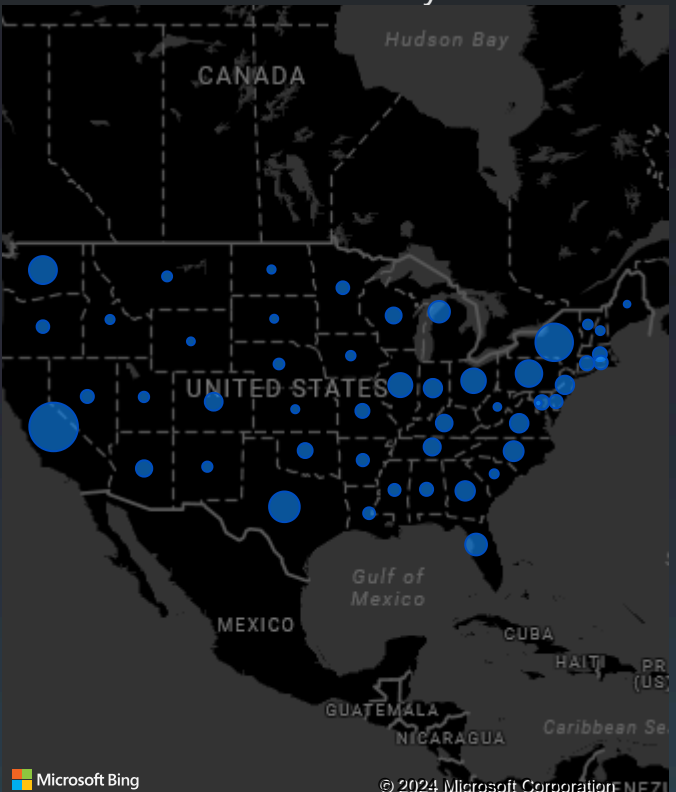 Hudson Bay
CANADA
UNITED STATES
Gulf of
Mexico
MEXICO
CUBA
HAITI
PR
(US)
GUATEMALA
Caribbean Se
NICARAGUA
Microsoft Bing
© 2024 Microsoft Corporation
ENEZU